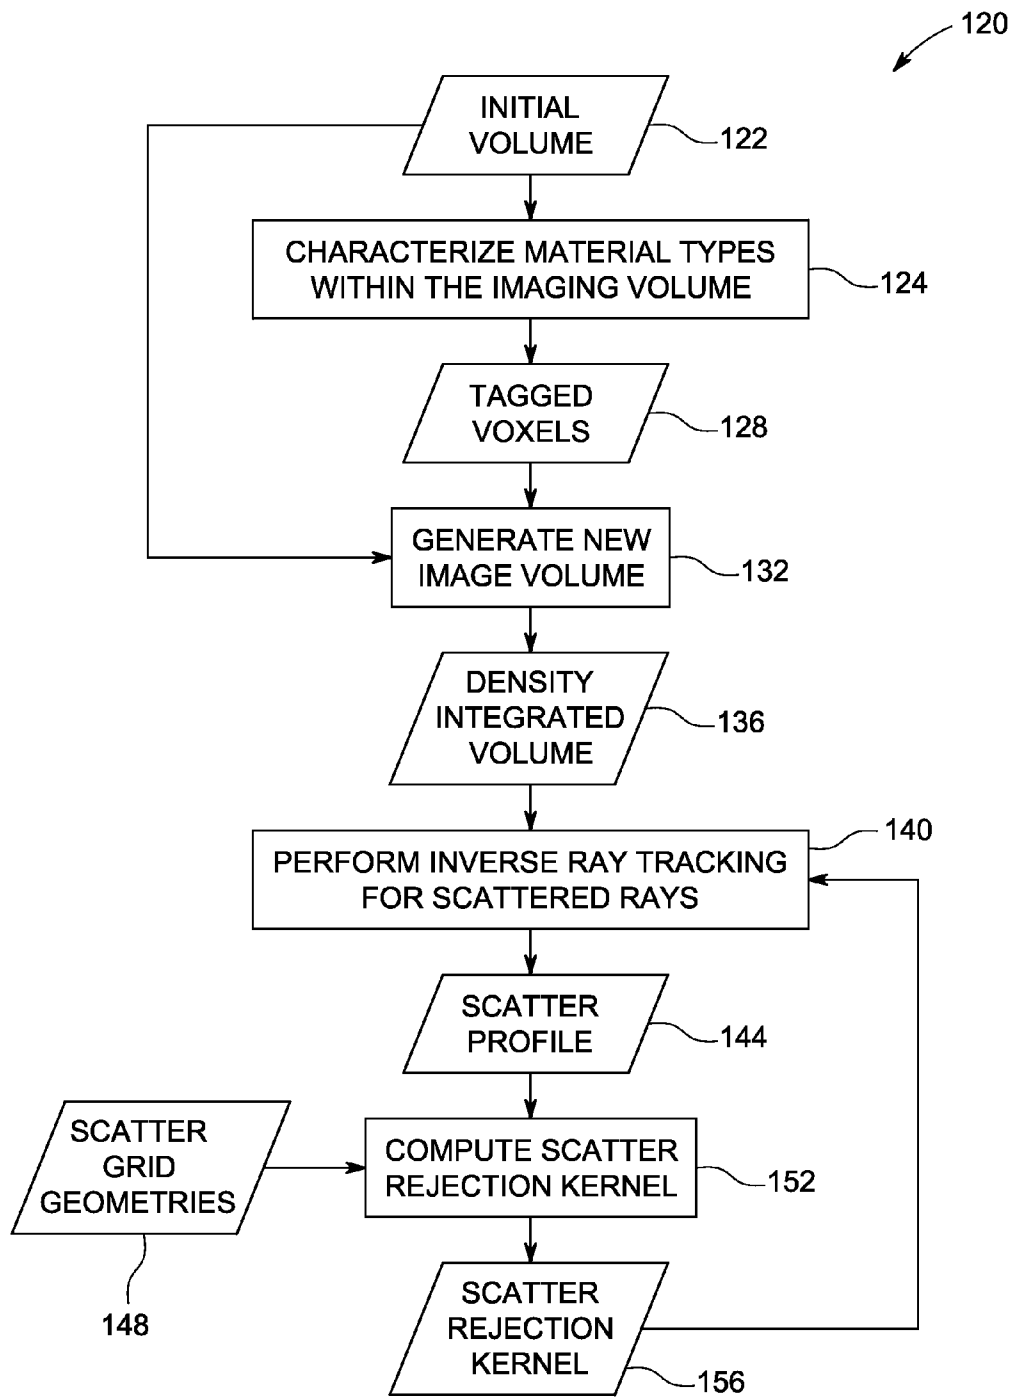 120
INITIAL
VOLUME
122
CHARACTERIZE MATERIAL TYPES
WITHIN THE IMAGING VOLUME
124
TAGGED
VOXELS
128
GENERATE NEW
IMAGE VOLUME
132
DENSITY
INTEGRATED
VOLUME
136
140
PERFORM INVERSE RAY TRACKING
FOR SCATTERED RAYS
SCATTER
PROFILE
144
SCATTER
GRID
GEOMETRIES
148
COMPUTE SCATTER
REJECTION KERNEL
152
SCATTER
REJECTION
KERNEL
156